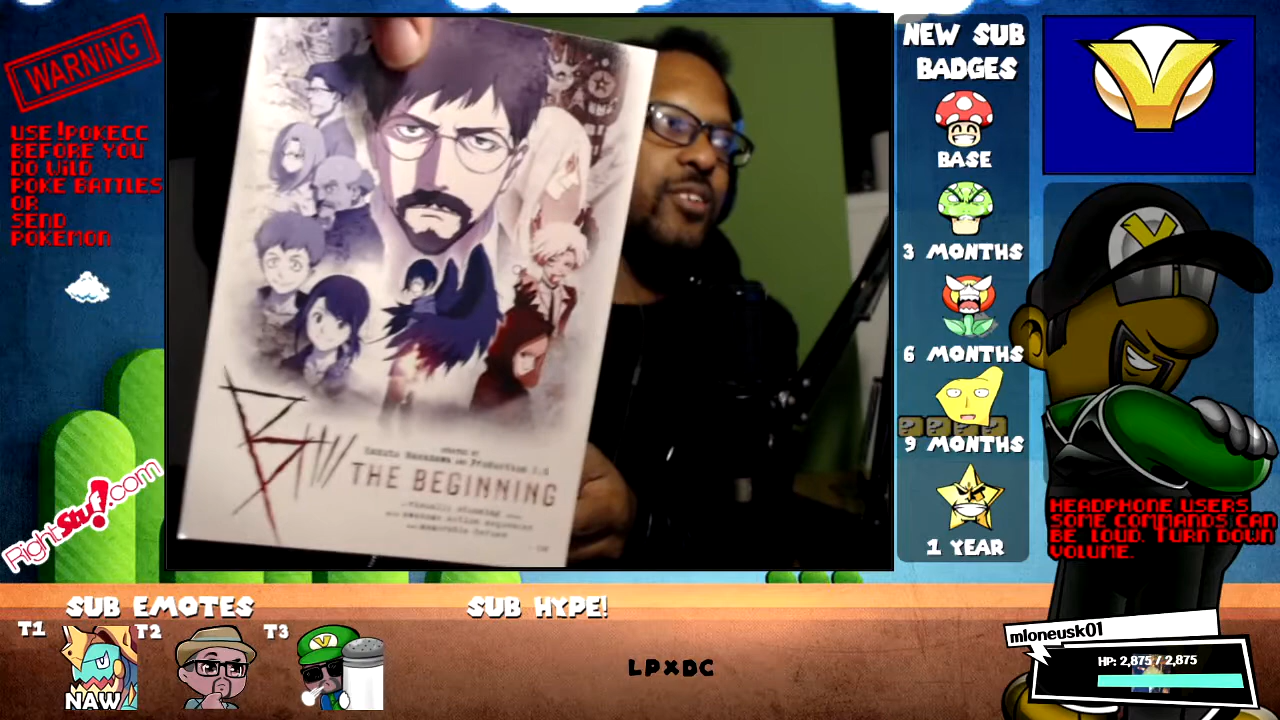 WARNING
USE !POKECC
BEFORE YOU
DO WILD
POKE BATTLES
OR
SEND
POKEMON
RightStuf!.com
B
THE BEGINNING
NEW SUB
BADGES
BASE
3 MONTHS
6 MONTHS
9 MONTHS
1 YEAR
V
HEADPHONE USERS
SOME COMMANDS CAN
BE LOUD. TURN DOWN
VOLUME.
SUB EMOTES
SUB HYPE!
T1
T2
T3
NAW
LPXDC
mloneusk01
HP: 2,875 / 2,875